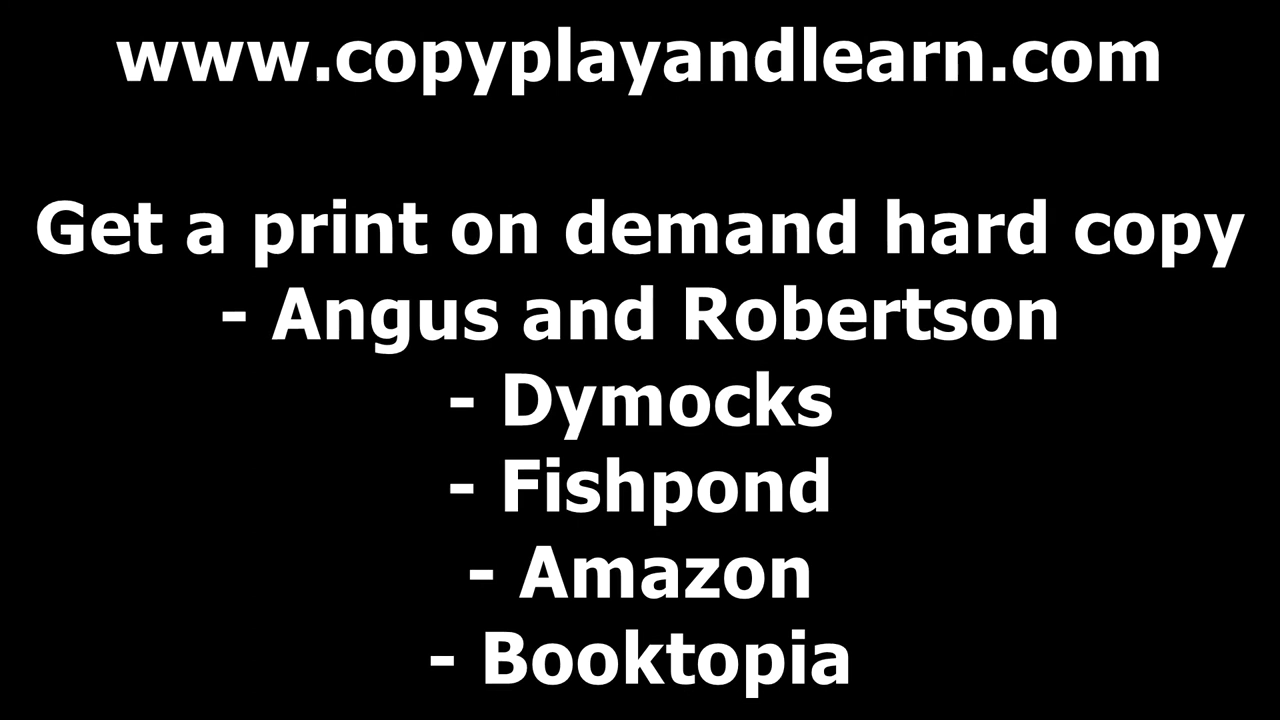 www.copyplayandlearn.com
Get a print on demand hard copy
- Angus and Robertson
- Dymocks
- Fishpond
- Amazon
- Booktopia